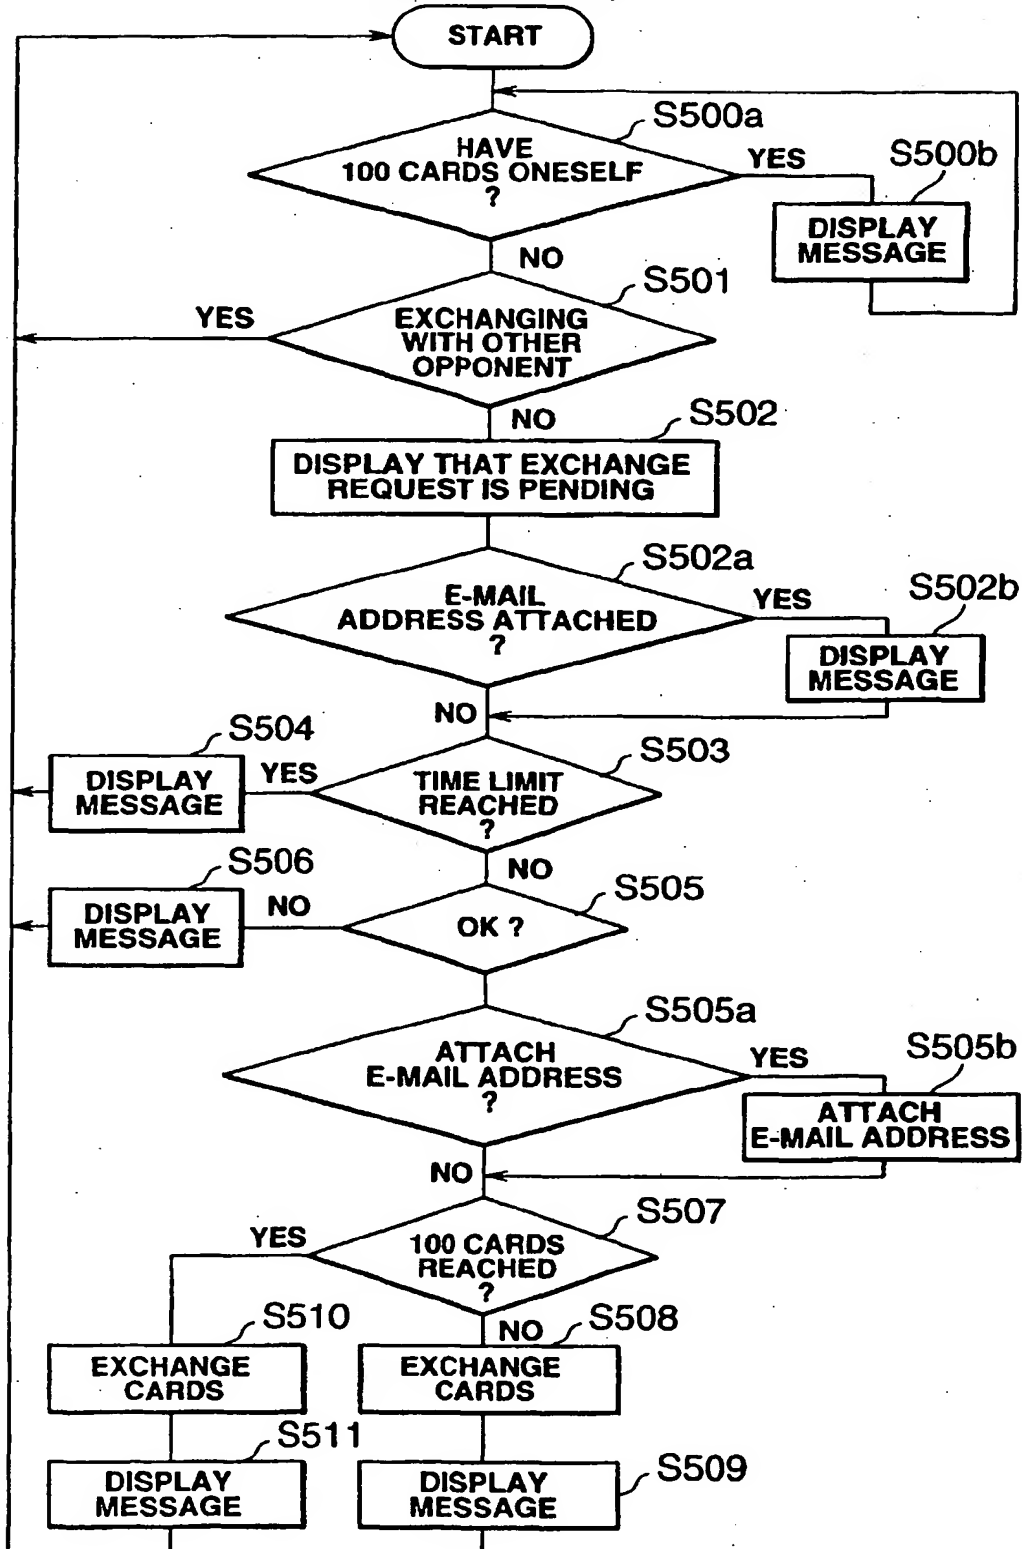 START
S500a
HAVE
100 CARDS ONESELF
?
YES
S500b
DISPLAY
MESSAGE
NO
S501
YES
EXCHANGING
WITH OTHER
OPPONENT
NO
S502
DISPLAY THAT EXCHANGE
REQUEST IS PENDING
S502a
E-MAIL
ADDRESS ATTACHED
?
YES
S502b
DISPLAY
MESSAGE
NO
S504
DISPLAY
MESSAGE
YES
S503
TIME LIMIT
REACHED
?
NO
S506
DISPLAY
MESSAGE
NO
S505
OK ?
S505a
ATTACH
E-MAIL ADDRESS
?
YES
S505b
ATTACH
E-MAIL ADDRESS
NO
S507
YES
100 CARDS
REACHED
?
S510
NO
S508
EXCHANGE
CARDS
EXCHANGE
CARDS
S511
DISPLAY
MESSAGE
DISPLAY
MESSAGE
S509